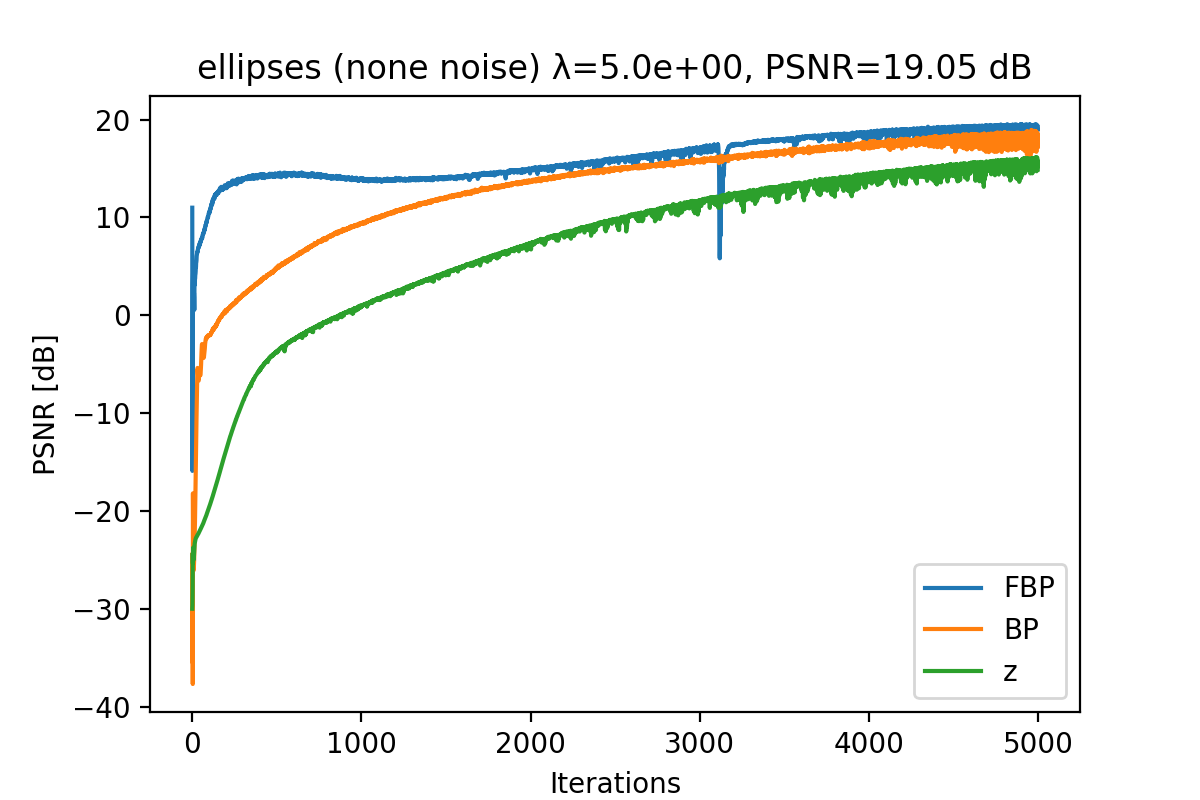 ellipses (none noise) λ=5.0e+00, PSNR=19.05 dB
20
10
0
−10
−20
−30
−40
PSNR [dB]
FBP
BP
z
0 1000 2000 3000 4000 5000
Iterations